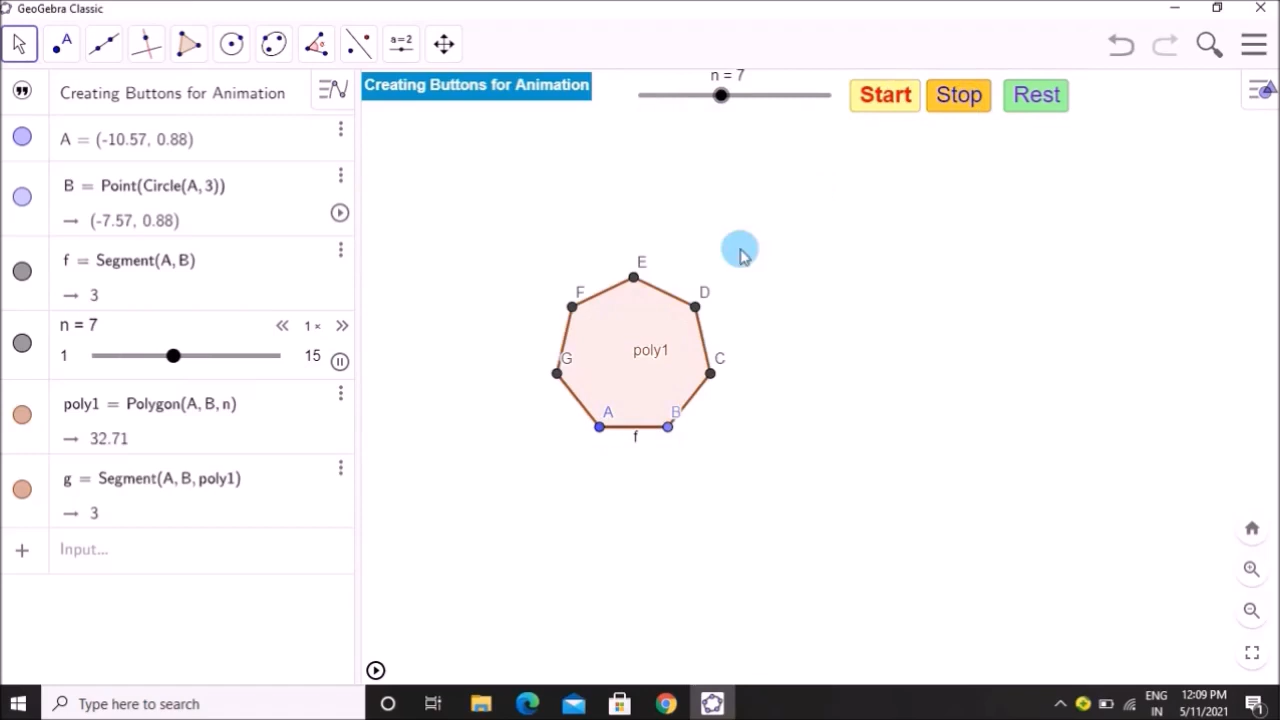 GeoGebra Classic
A
a=2
Creating Buttons for Animation
A = (-10.57, 0.88)
B = Point(Circle(A, 3))
→ (-7.57, 0.88)
f = Segment(A, B)
→ 3
n = 7
1 ×
1
15
poly1 = Polygon(A, B, n)
→ 32.71
g = Segment(A, B, poly1)
→ 3
+ Input...
Creating Buttons for Animation
n = 7
Start
Stop
Rest
E
F
D
poly1
G
C
A
B
f
Type here to search
ENG
IN
12:09 PM
5/11/2021
1